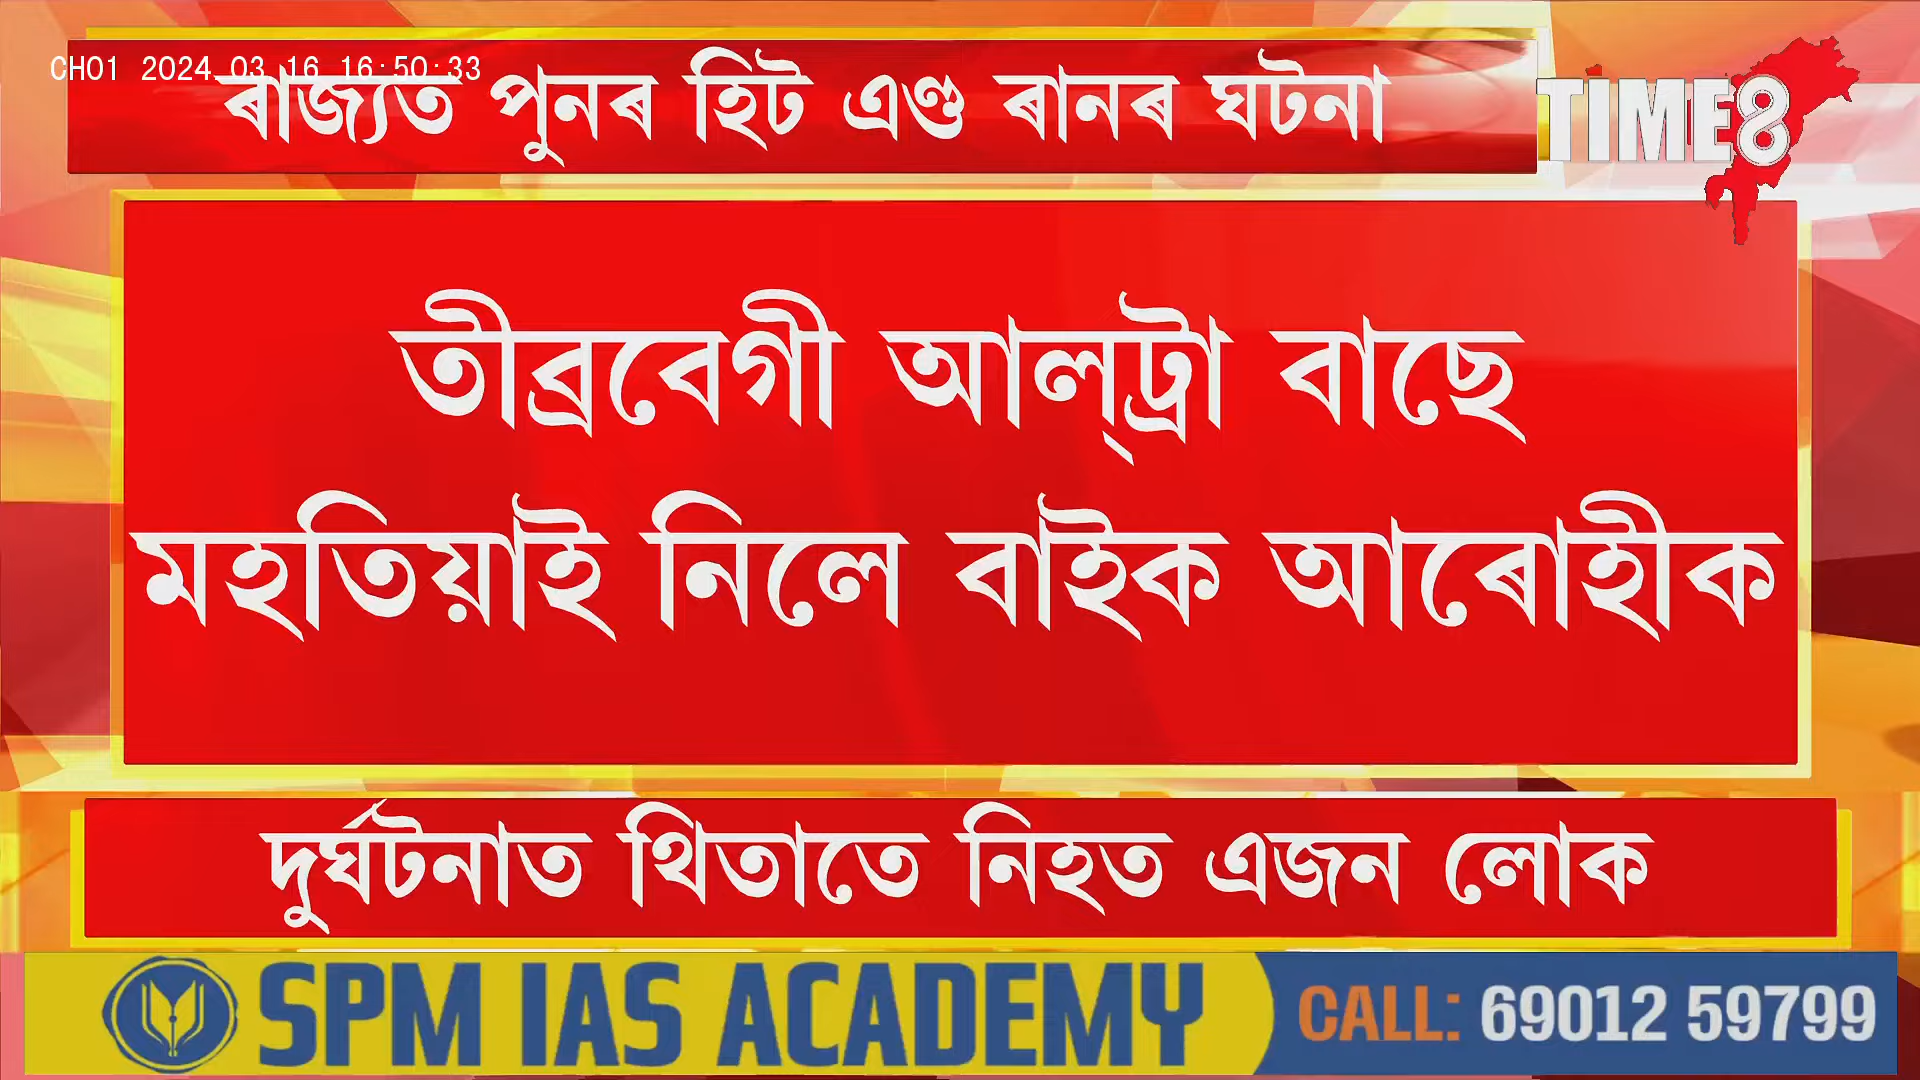 CH01 2024 03 16 16:50:33
ৰাজ্যত পুনৰ হিট এণ্ড ৰানৰ ঘটনা
TIME8
তীব্ৰবেগী আল্ট্ৰা বাছে
মহতিয়াই নিলে বাইক আৰোহীক
দুৰ্ঘটনাত থিতাতে নিহত এজন লোক
SPM IAS ACADEMY CALL: 69012 59799